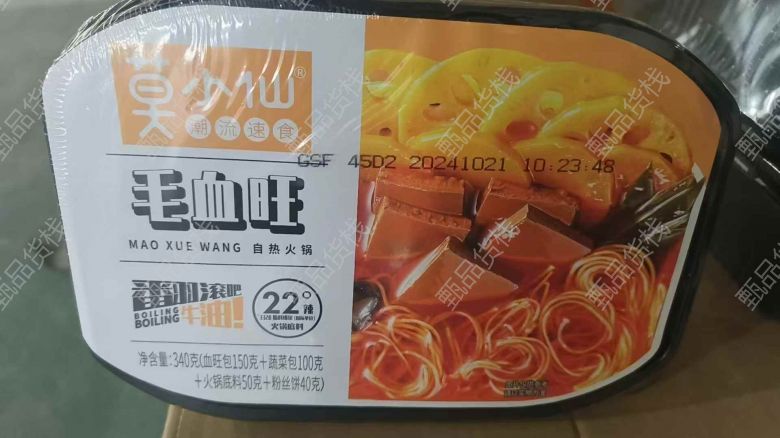 莫小仙®
潮流速食
GSF 45D2 20241021 10:23:48
毛血旺
MAO XUE WANG 自热火锅
翻滚吧
牛油!
BOILING
BOILING
22°辣
火锅底料
净含量:340克(血旺包150克+蔬菜包100克
+火锅底料50克+粉丝饼40克)
甄品货栈